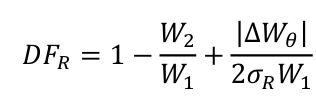 DF_R = 1 − W_2/W_1 + |ΔW_θ|/(2σ_R W_1)